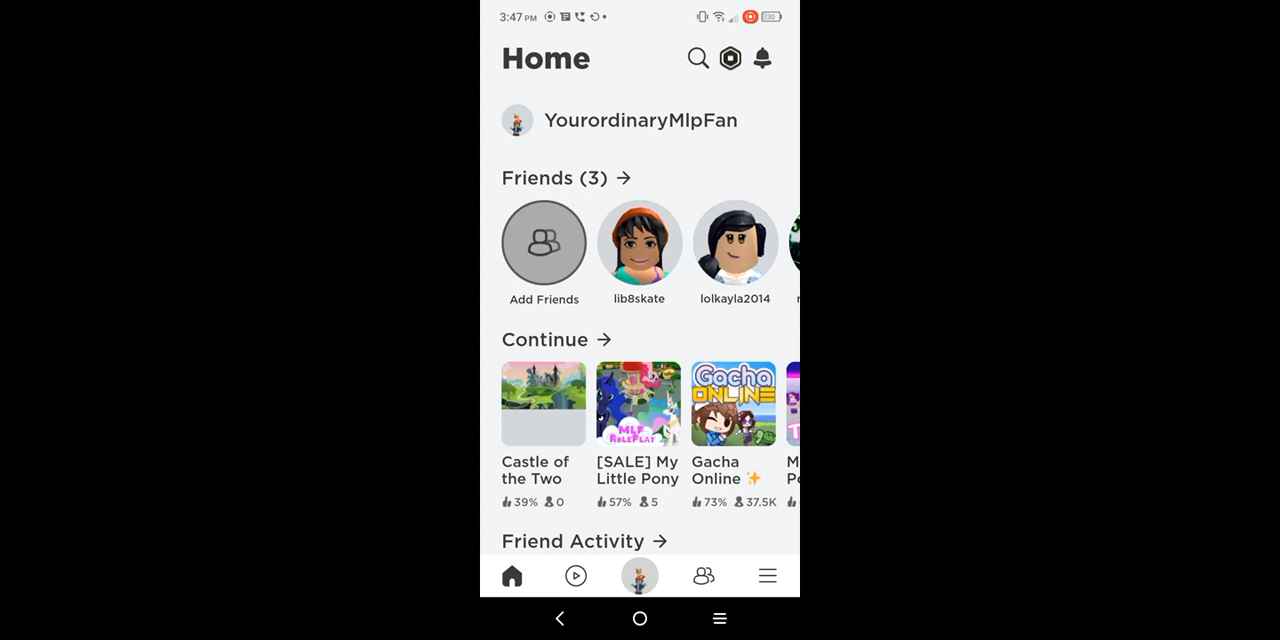 3:47 PM
30
Home
YourordinaryMlpFan
Friends (3) →
Add Friends
lib8skate
lolkayla2014
Continue →
Gacha
ONLINE
MLP
ROLEPLAY
Castle of
the Two
39% 0
[SALE] My
Little Pony
57% 5
Gacha
Online ✨
73% 37.5K
Friend Activity →